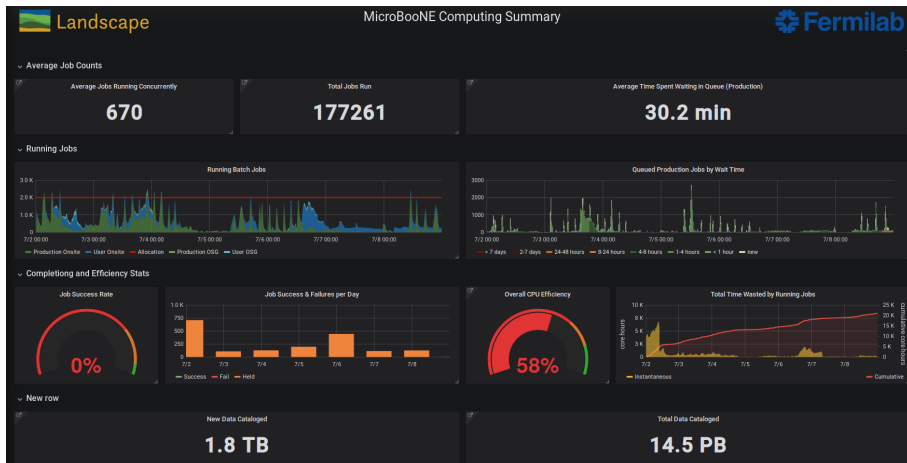 Landscape
MicroBooNE Computing Summary
Fermilab
Average Job Counts
Average Jobs Running Concurrently
670
Total Jobs Run
177261
Average Time Spent Waiting in Queue (Production)
30.2 min
Running Jobs
Running Batch Jobs
3.0 K
2.0 K
1.0 K
0
7/2 00:00 7/3 00:00 7/4 00:00 7/5 00:00 7/6 00:00 7/7 00:00 7/8 00:00
Production Onsite User Onsite Allocation Production OSG User OSG
Queued Production Jobs by Wait Time
3000
2000
1000
0
7/2 00:00 7/3 00:00 7/4 00:00 7/5 00:00 7/6 00:00 7/7 00:00 7/8 00:00
> 7 days 2-7 days 24-48 hours 8-24 hours 4-8 hours 1-4 hours < 1 hour new
Completiong and Efficiency Stats
Job Success Rate
0%
Job Success & Failures per Day
1.0 K
750
500
250
0
7/2 7/3 7/4 7/5 7/6 7/7 7/8
Success Fail Held
Overall CPU Efficiency
58%
Total Time Wasted by Running Jobs
core hours
10 K
8 K
5 K
3 K
0
25 K
20 K
15 K
10 K
5 K
0
cumulative core hours
7/2 7/3 7/4 7/5 7/6 7/7 7/8
Instantaneous Cumulative
New row
New Data Cataloged
1.8 TB
Total Data Cataloged
14.5 PB